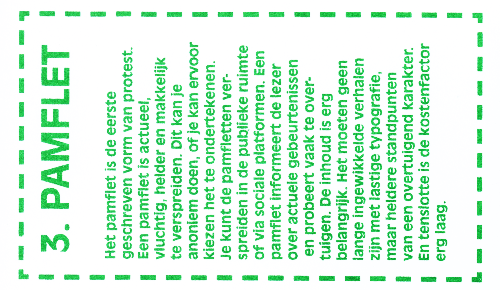 3. PAMFLET
Het pamflet is de eerste
geschreven vorm van protest.
Een pamflet is actueel,
vluchtig, helder en makkelijk
te verspreiden. Dit kan je
anoniem doen, of je kan ervoor
kiezen het te ondertekenen.
Je kunt de pamfletten ver-
spreiden in de publieke ruimte
of via sociale platformen. Een
pamflet informeert de lezer
over actuele gebeurtenissen
en probeert vaak te over-
tuigen. De inhoud is erg
belangrijk. Het moeten geen
lange ingewikkelde verhalen
zijn met lastige typografie,
maar heldere standpunten
van een overtuigend karakter.
En tenslotte is de kostenfactor
erg laag.